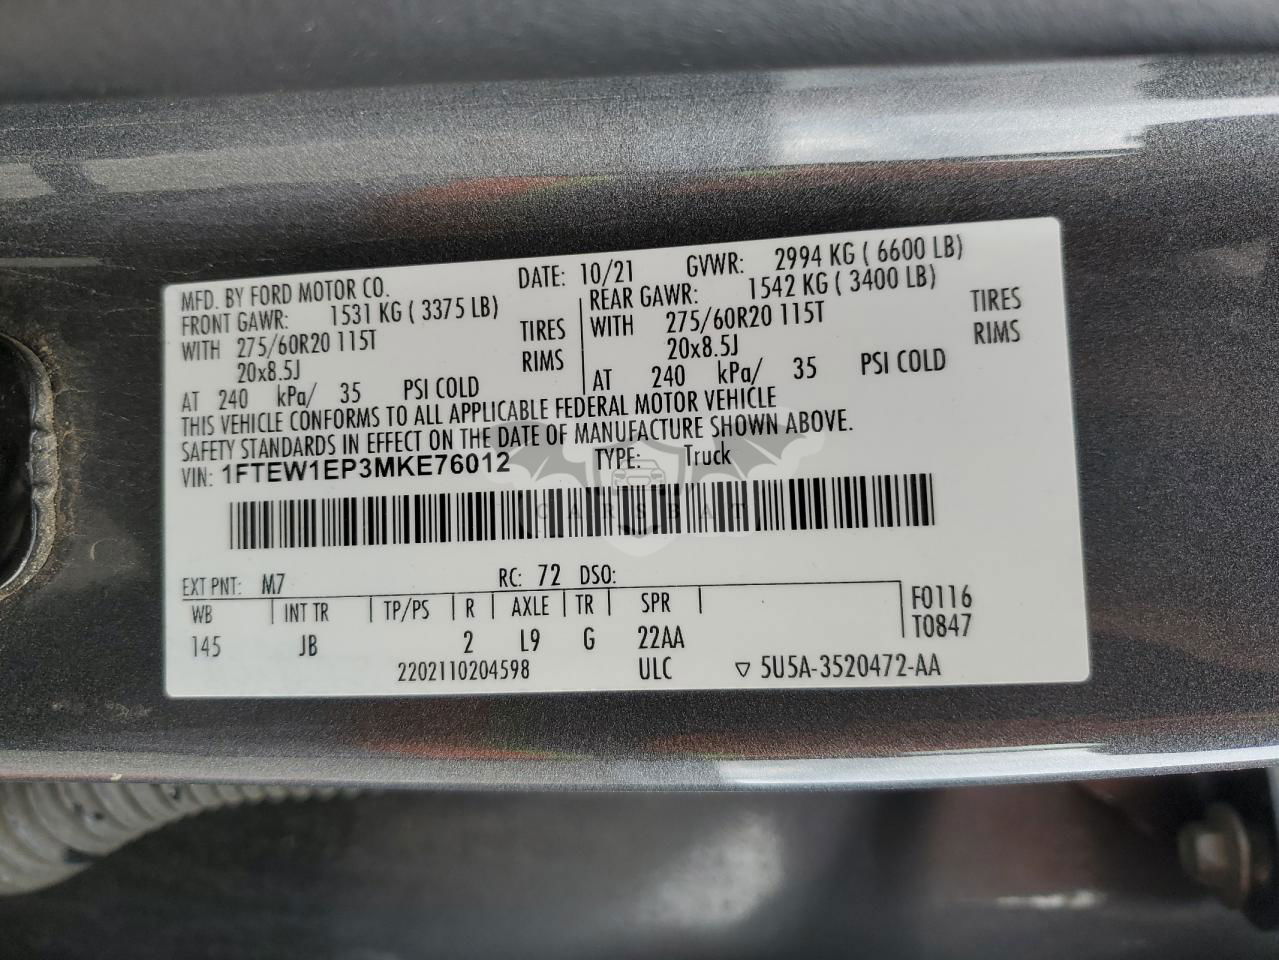 MFD. BY FORD MOTOR CO. DATE: 10/21 GVWR: 2994 KG ( 6600 LB)
FRONT GAWR: 1531 KG ( 3375 LB) REAR GAWR: 1542 KG ( 3400 LB)
WITH 275/60R20 115T TIRES WITH 275/60R20 115T TIRES
20x8.5J RIMS 20x8.5J RIMS
AT 240 kPa/ 35 PSI COLD AT 240 kPa/ 35 PSI COLD
THIS VEHICLE CONFORMS TO ALL APPLICABLE FEDERAL MOTOR VEHICLE
SAFETY STANDARDS IN EFFECT ON THE DATE OF MANUFACTURE SHOWN ABOVE.
VIN: 1FTEW1EP3MKE76012 TYPE: Truck
CARSBAT
EXT PNT: M7 RC: 72 DSO:
WB INT TR TP/PS R AXLE TR SPR F0116
145 JB 2 L9 G 22AA T0847
2202110204598 ULC ▽ 5U5A-3520472-AA